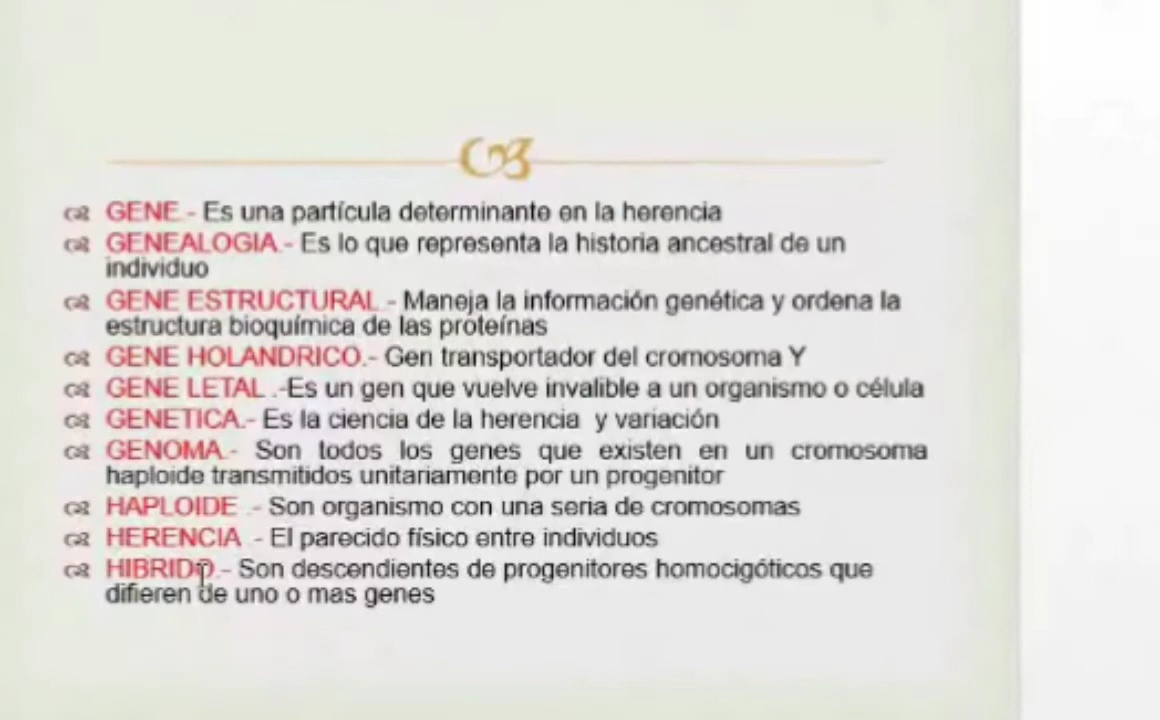 GENE.- Es una partícula determinante en la herencia
GENEALOGIA.- Es lo que representa la historia ancestral de un
individuo
GENE ESTRUCTURAL.- Maneja la información genética y ordena la
estructura bioquímica de las proteínas
GENE HOLANDRICO.- Gen transportador del cromosoma Y
GENE LETAL .-Es un gen que vuelve invalible a un organismo o célula
GENETICA.- Es la ciencia de la herencia y variación
GENOMA.- Son todos los genes que existen en un cromosoma
haploide transmitidos unitariamente por un progenitor
HAPLOIDE .- Son organismo con una seria de cromosomas
HERENCIA .- El parecido físico entre individuos
HIBRIDO.- Son descendientes de progenitores homocigóticos que
difieren de uno o mas genes